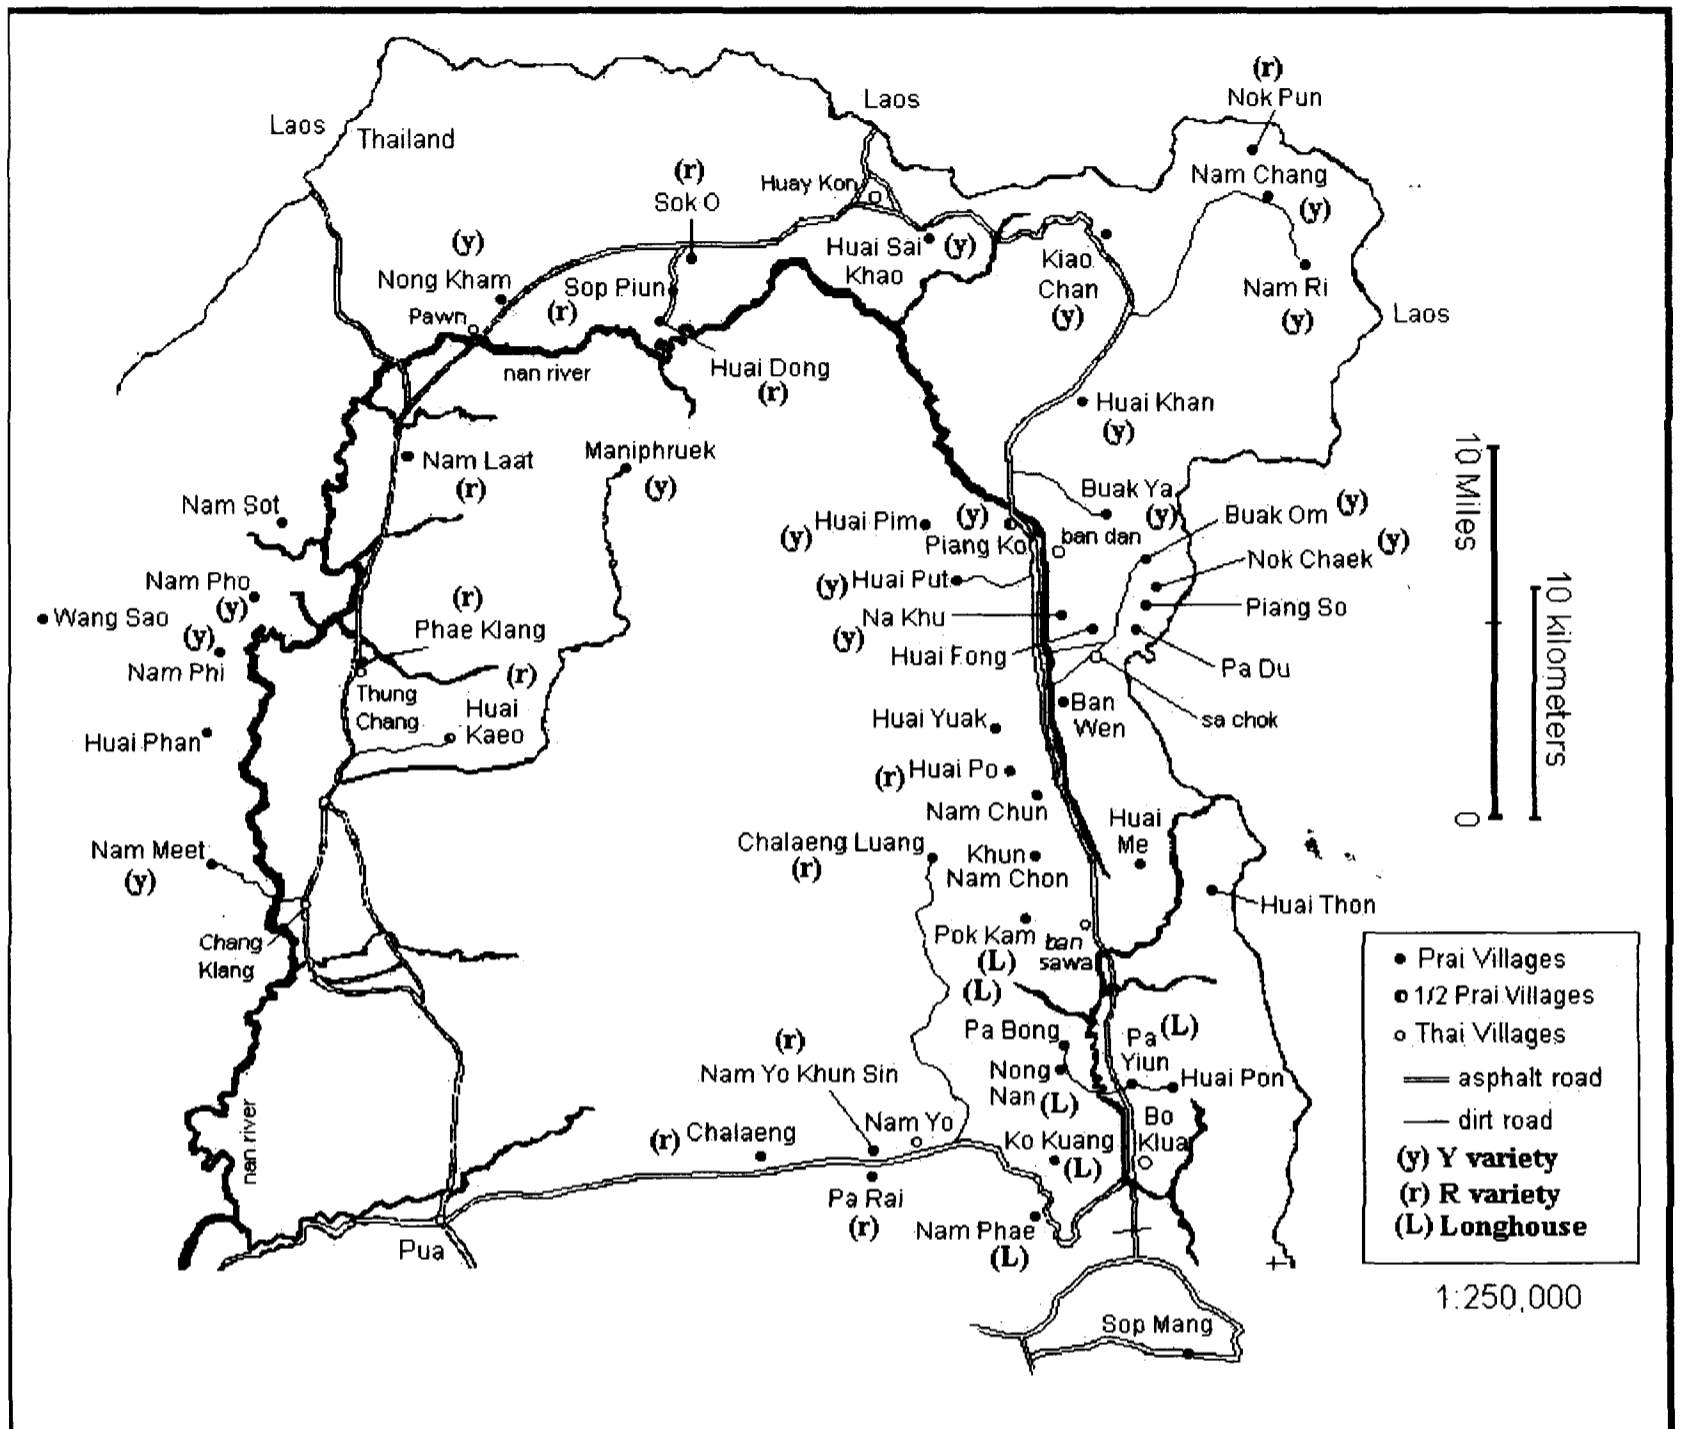 (r)
Nok Pun
Laos
Laos
Thailand
(r)
Sok O
Huay Kon
Nam Chang
(y)
(y)
Nong Kham
Huai Sai
Khao
(y)
Kiao
Chan
(y)
Sop Piun
(r)
Nam Ri
(y)
Laos
Pawn
nan river
Huai Dong
(r)
Huai Khan
(y)
Nam Laat
(r)
Maniphruek
(y)
10 Miles
0
10 kilometers
Nam Sot
(y)
Huai Pim
(y)
Piang Ko
Buak Ya
(y)
ban dan
Buak Om
(y)
Nok Chaek
(y)
Nam Pho
(y)
Wang Sao
(y)
Nam Phi
(r)
Phae Klang
(r)
Thung
Chang
Huai
Kaeo
(y)
Huai Put
Na Khu
(y)
Huai Fong
Piang So
Pa Du
sa chok
Huai Phan
Huai Yuak
Ban
Wen
(r)
Huai Po
Nam Chun
Nam Meet
(y)
Chalaeng Luang
(r)
Khun
Nam Chon
Huai
Me
Huai Thon
Chang
Klang
Pok Kam
(L)
(L)
ban
sawa
Pa Bong
Pa
Yiun
(L)
Nong
Nan
(L)
Huai Pon
(r)
Nam Yo Khun Sin
Nam Yo
(r)
Chalaeng
Ko Kuang
(L)
Bo
Klua
nan river
Pa Rai
(r)
Nam Phae
(L)
Pua
Sop Mang
Prai Villages
1/2 Prai Villages
Thai Villages
asphalt road
dirt road
(y) Y variety
(r) R variety
(L) Longhouse
1:250,000